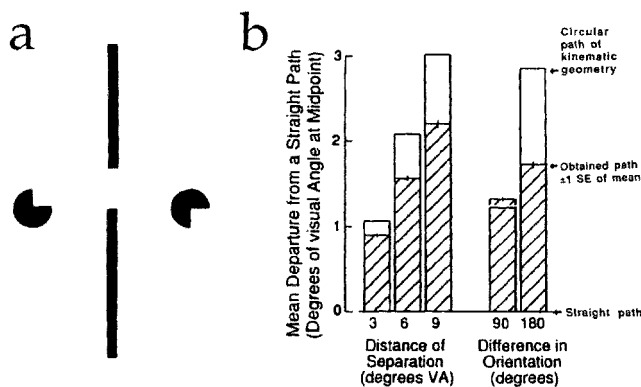 a
b
Mean Departure from a Straight Path
(Degrees of visual Angle at Midpoint)
3
2
1
0
Circular
path of
kinematic
geometry
Obtained path
±1 SE of mean
Straight path
3 6 9
90 180
Distance of
Separation
(degrees VA)
Difference in
Orientation
(degrees)